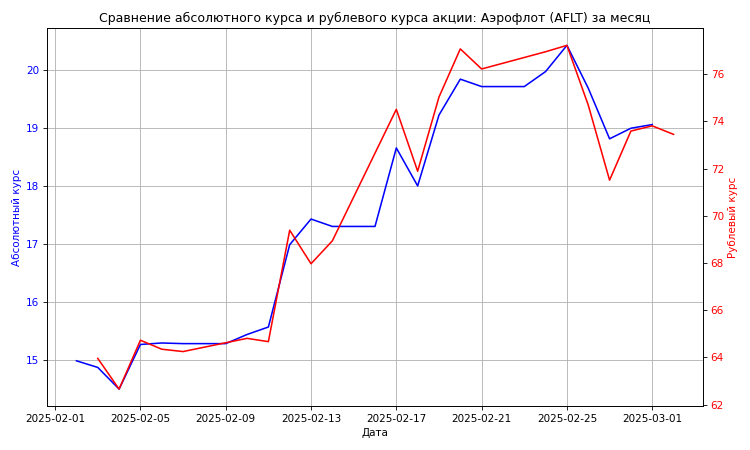 Сравнение абсолютного курса и рублевого курса акции: Аэрофлот (AFLT) за месяц
Абсолютный курс
20
19
18
17
16
15
76
74
72
70
68
66
64
62
Рублевый курс
2025-02-01 2025-02-05 2025-02-09 2025-02-13 2025-02-17 2025-02-21 2025-02-25 2025-03-01
Дата